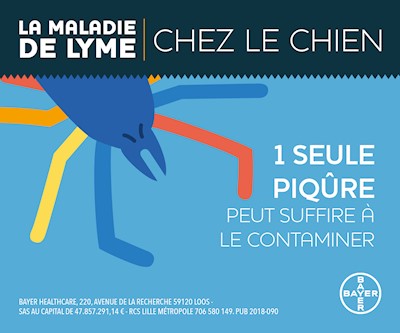 LA MALADIE DE LYME CHEZ LE CHIEN
1 SEULE
PIQÛRE
PEUT SUFFIRE À
LE CONTAMINER
BAYER
BAYER
BAYER HEALTHCARE, 220, AVENUE DE LA RECHERCHE 59120 LOOS -
SAS AU CAPITAL DE 47.857.291,14 € - RCS LILLE MÉTROPOLE 706 580 149. PUB 2018-090